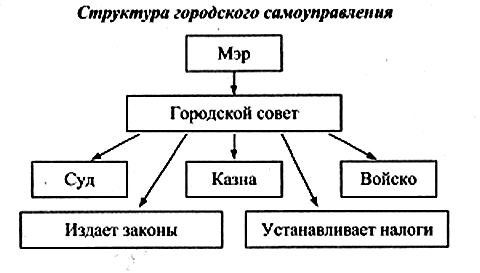 Структура городского самоуправления
Мэр
Городской совет
Суд
Казна
Войско
Издает законы
Устанавливает налоги